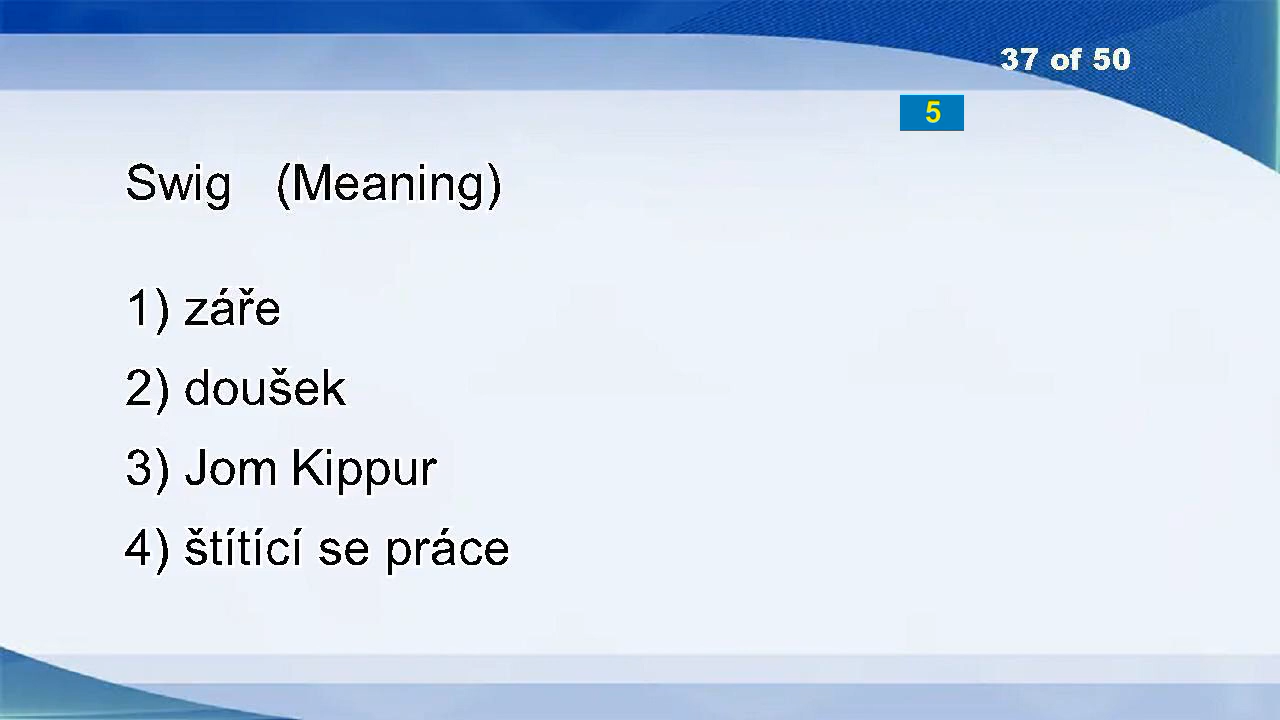 37 of 50
5
Swig (Meaning)
1) záře
2) doušek
3) Jom Kippur
4) štítící se práce